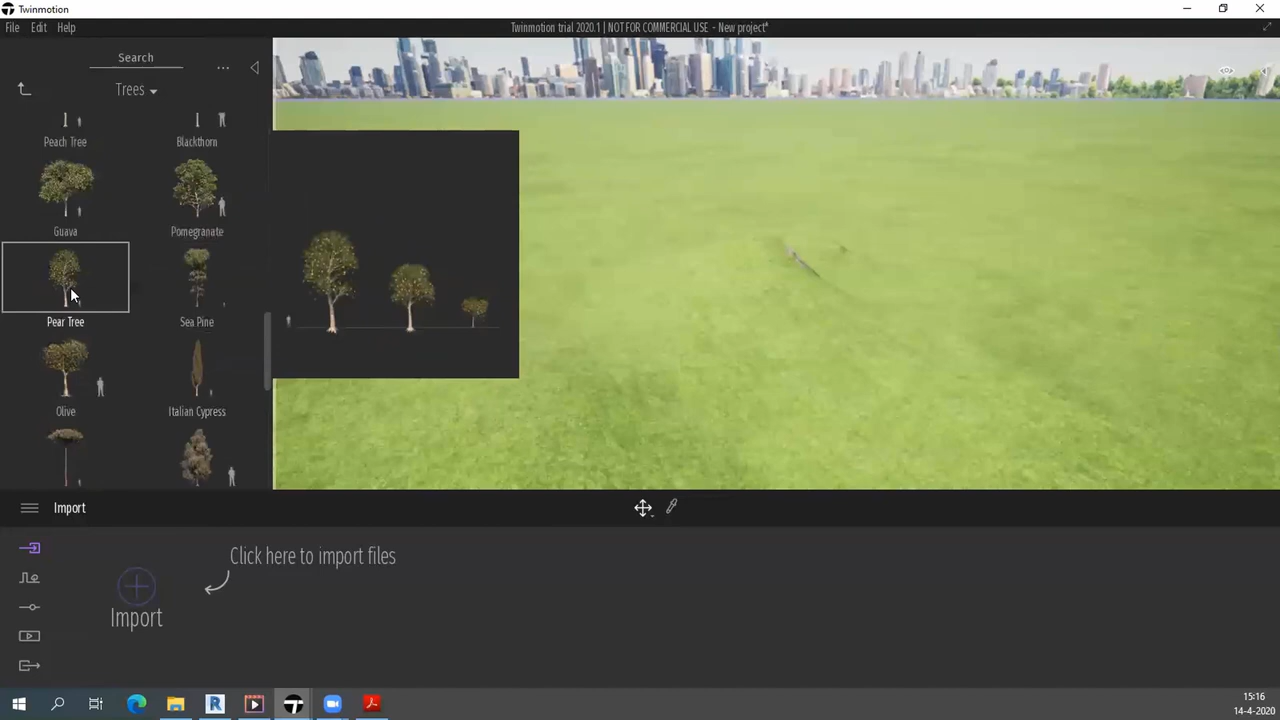 Twinmotion
File Edit Help
Twinmotion trial 2020.1 | NOT FOR COMMERCIAL USE - New project*
Search
...
Trees
Peach Tree Blackthorn
Guava Pomegranate
Pear Tree Sea Pine
Olive Italian Cypress
Import
Click here to import files
Import
15:16
14-4-2020